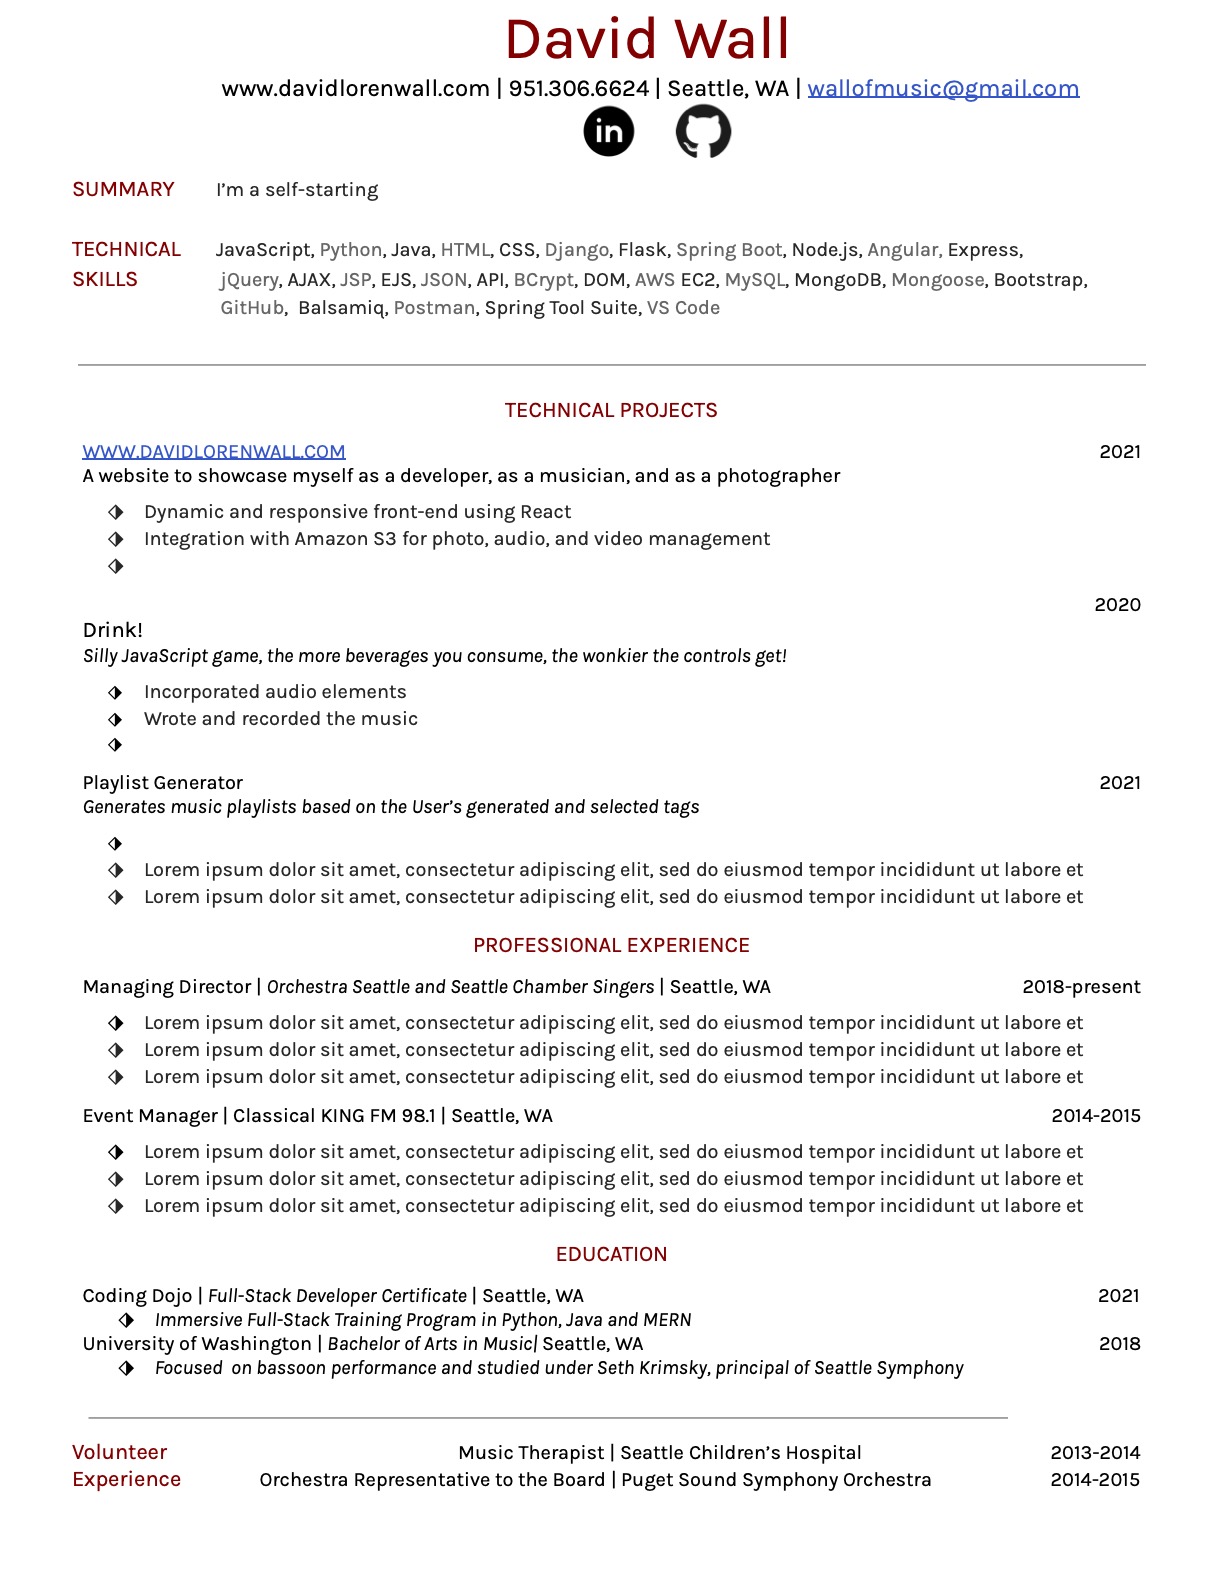 David Wall
www.davidlorenwall.com | 951.306.6624 | Seattle, WA | wallofmusic@gmail.com
in
SUMMARY I'm a self-starting
TECHNICAL JavaScript, Python, Java, HTML, CSS, Django, Flask, Spring Boot, Node.js, Angular, Express,
SKILLS jQuery, AJAX, JSP, EJS, JSON, API, BCrypt, DOM, AWS EC2, MySQL, MongoDB, Mongoose, Bootstrap,
GitHub, Balsamiq, Postman, Spring Tool Suite, VS Code
TECHNICAL PROJECTS
WWW.DAVIDLORENWALL.COM 2021
A website to showcase myself as a developer, as a musician, and as a photographer
Dynamic and responsive front-end using React
Integration with Amazon S3 for photo, audio, and video management
2020
Drink!
Silly JavaScript game, the more beverages you consume, the wonkier the controls get!
Incorporated audio elements
Wrote and recorded the music
Playlist Generator 2021
Generates music playlists based on the User's generated and selected tags
Lorem ipsum dolor sit amet, consectetur adipiscing elit, sed do eiusmod tempor incididunt ut labore et
Lorem ipsum dolor sit amet, consectetur adipiscing elit, sed do eiusmod tempor incididunt ut labore et
PROFESSIONAL EXPERIENCE
Managing Director | Orchestra Seattle and Seattle Chamber Singers | Seattle, WA 2018-present
Lorem ipsum dolor sit amet, consectetur adipiscing elit, sed do eiusmod tempor incididunt ut labore et
Lorem ipsum dolor sit amet, consectetur adipiscing elit, sed do eiusmod tempor incididunt ut labore et
Lorem ipsum dolor sit amet, consectetur adipiscing elit, sed do eiusmod tempor incididunt ut labore et
Event Manager | Classical KING FM 98.1 | Seattle, WA 2014-2015
Lorem ipsum dolor sit amet, consectetur adipiscing elit, sed do eiusmod tempor incididunt ut labore et
Lorem ipsum dolor sit amet, consectetur adipiscing elit, sed do eiusmod tempor incididunt ut labore et
Lorem ipsum dolor sit amet, consectetur adipiscing elit, sed do eiusmod tempor incididunt ut labore et
EDUCATION
Coding Dojo | Full-Stack Developer Certificate | Seattle, WA 2021
Immersive Full-Stack Training Program in Python, Java and MERN
University of Washington | Bachelor of Arts in Music| Seattle, WA 2018
Focused on bassoon performance and studied under Seth Krimsky, principal of Seattle Symphony
Volunteer Music Therapist | Seattle Children's Hospital 2013-2014
Experience Orchestra Representative to the Board | Puget Sound Symphony Orchestra 2014-2015